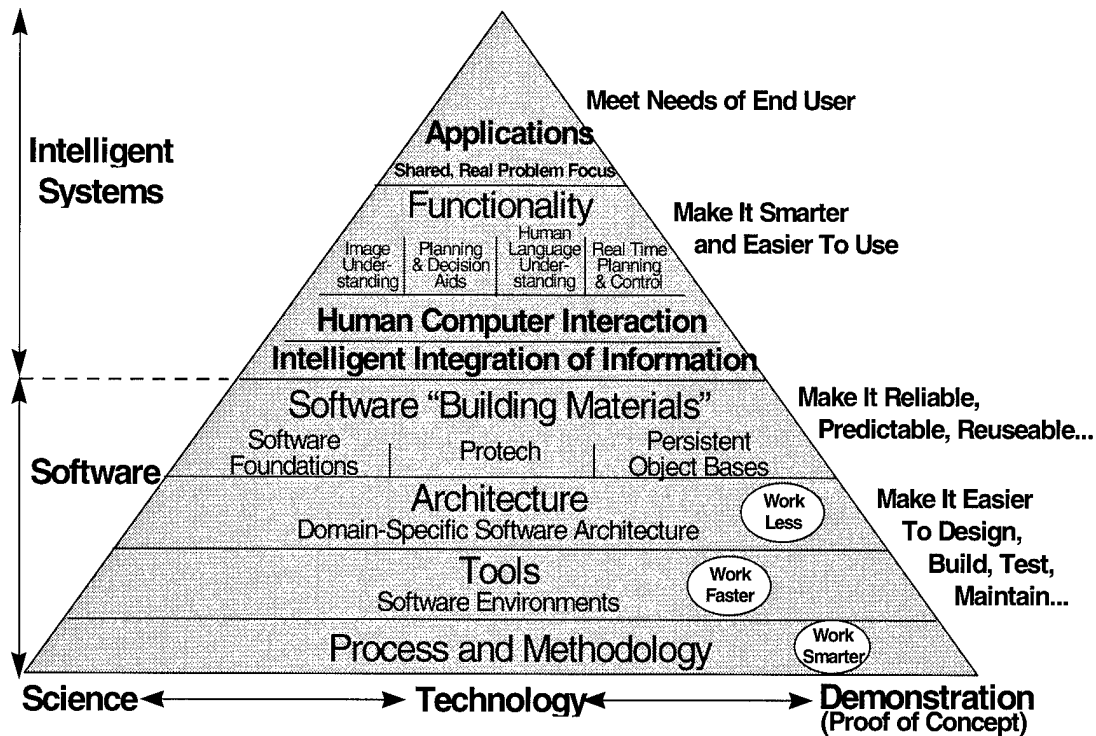 Meet Needs of End User
Intelligent
Systems
Applications
Shared, Real Problem Focus
Functionality
Make It Smarter
and Easier To Use
Image
Under-
standing
Planning
& Decision
Aids
Human
Language
Under-
standing
Real Time
Planning
& Control
Human Computer Interaction
Intelligent Integration of Information
Software “Building Materials”
Make It Reliable,
Predictable, Reuseable...
Software
Foundations
Protech
Persistent
Object Bases
Software
Architecture
Domain-Specific Software Architecture
Work
Less
Make It Easier
To Design,
Build, Test,
Maintain...
Tools
Software Environments
Work
Faster
Process and Methodology
Work
Smarter
Science
Technology
Demonstration
(Proof of Concept)